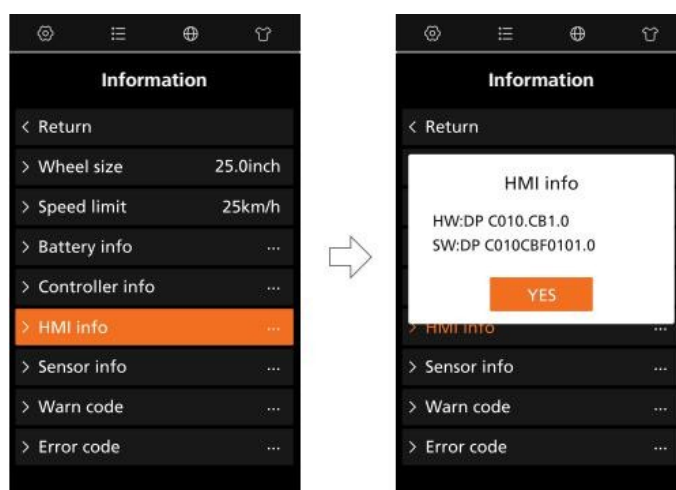 Information
< Return
> Wheel size 25.0inch
> Speed limit 25km/h
> Battery info ...
> Controller info ...
> HMI info ...
> Sensor info ...
> Warn code ...
> Error code ...
Information
< Return
HMI info
HW:DP C010.CB1.0
SW:DP C010CBF0101.0
YES
> HMI info ...
> Sensor info ...
> Warn code ...
> Error code ...